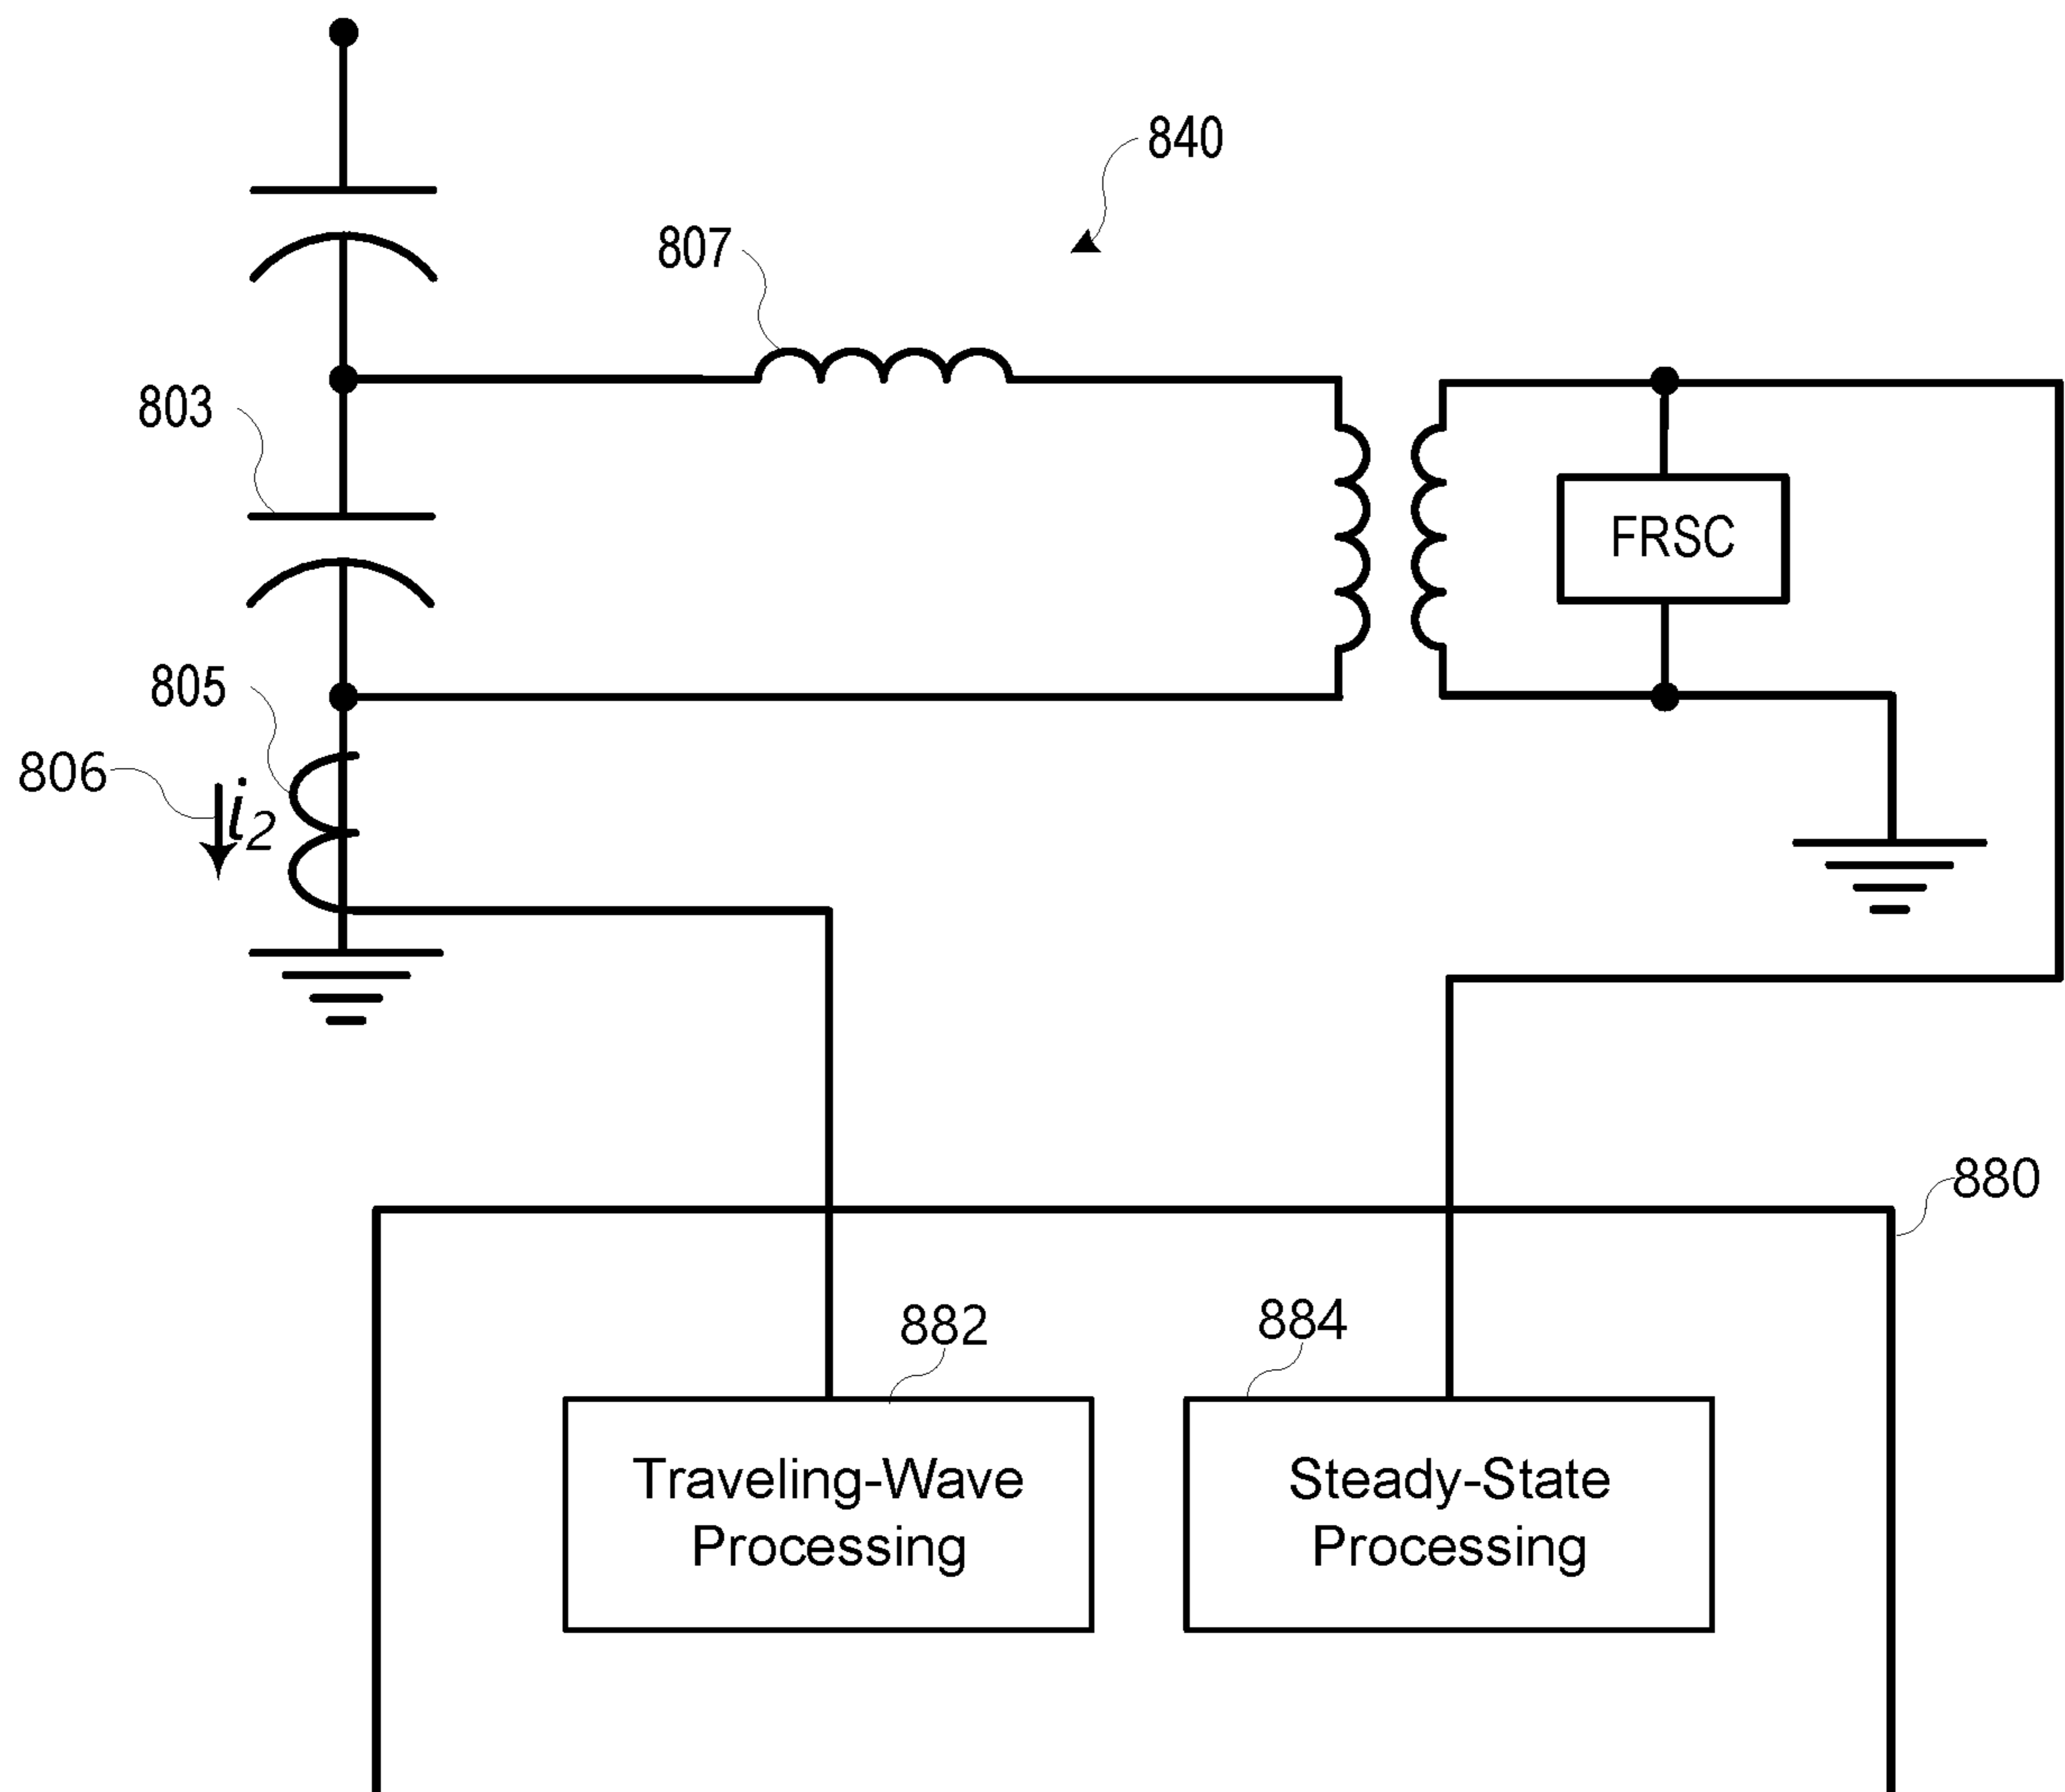 840
807
803
FRSC
805
806
i2
880
882
884
Traveling-Wave
Processing
Steady-State
Processing